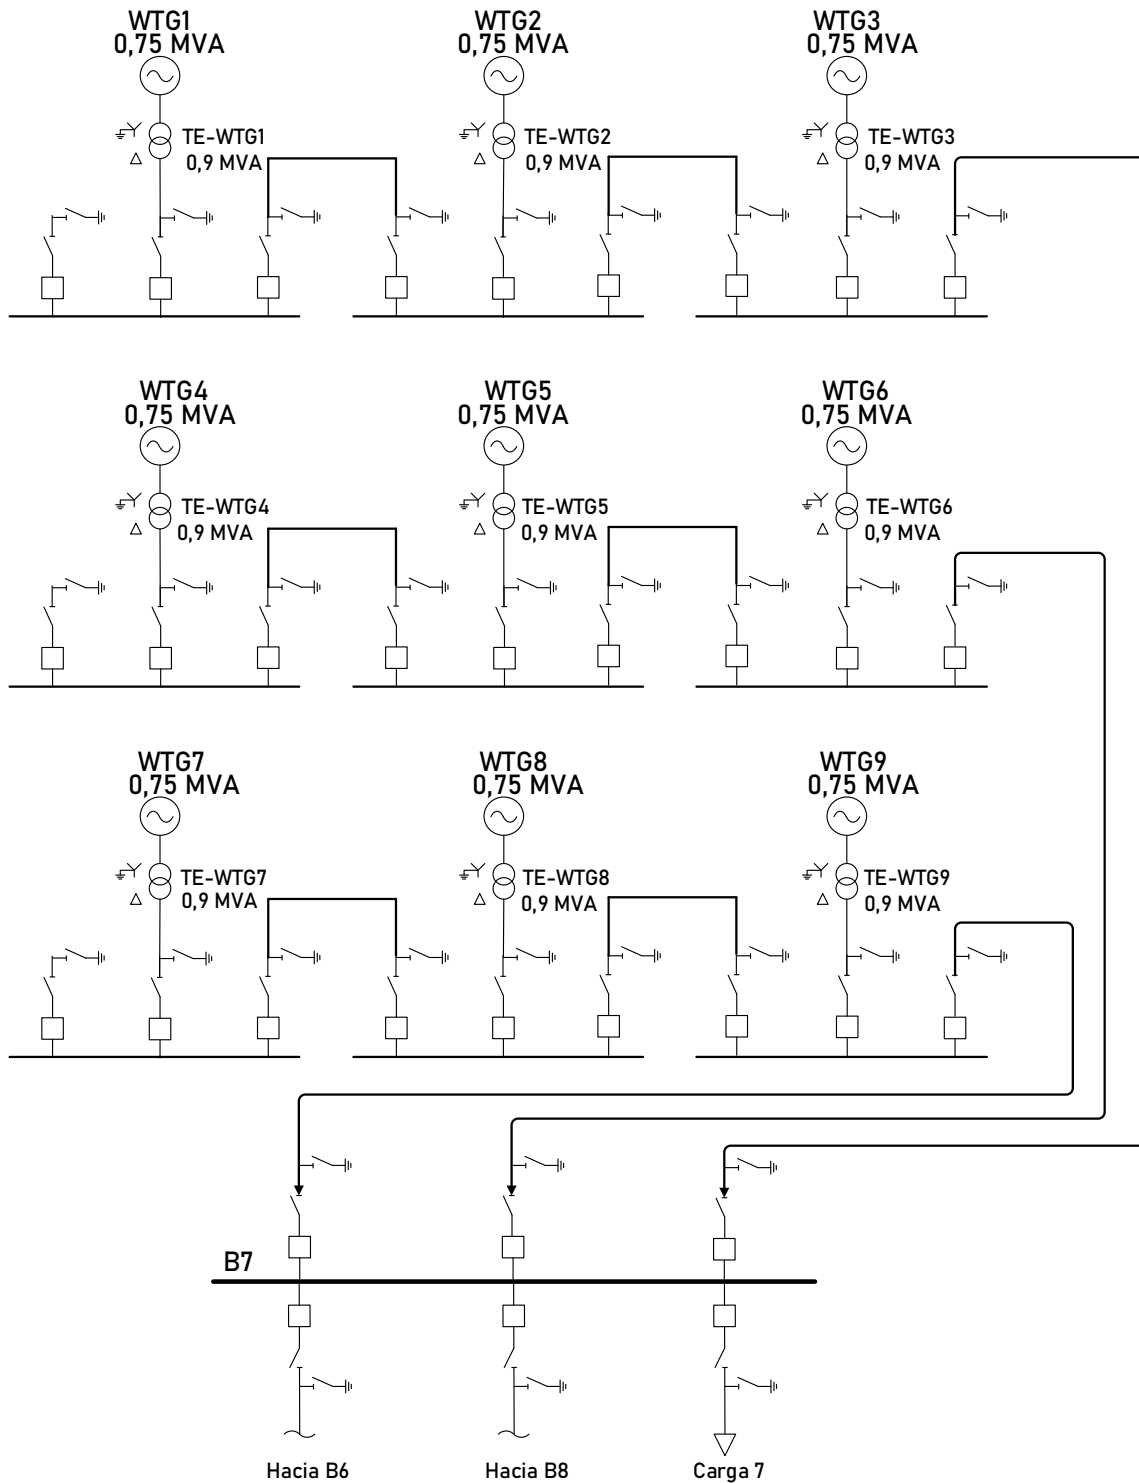 WTG1
0,75 MVA
WTG2
0,75 MVA
WTG3
0,75 MVA
TE-WTG1
0,9 MVA
TE-WTG2
0,9 MVA
TE-WTG3
0,9 MVA
WTG4
0,75 MVA
WTG5
0,75 MVA
WTG6
0,75 MVA
TE-WTG4
0,9 MVA
TE-WTG5
0,9 MVA
TE-WTG6
0,9 MVA
WTG7
0,75 MVA
WTG8
0,75 MVA
WTG9
0,75 MVA
TE-WTG7
0,9 MVA
TE-WTG8
0,9 MVA
TE-WTG9
0,9 MVA
B7
Hacia B6
Hacia B8
Carga 7